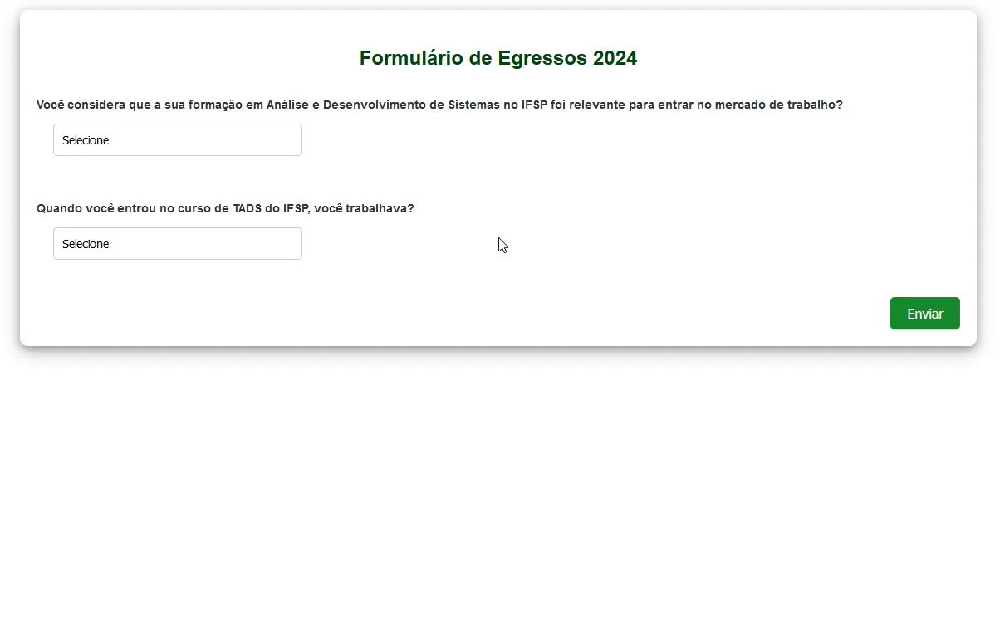 Formulário de Egressos 2024
Você considera que a sua formação em Análise e Desenvolvimento de Sistemas no IFSP foi relevante para entrar no mercado de trabalho?
Selecione
Quando você entrou no curso de TADS do IFSP, você trabalhava?
Selecione
Enviar